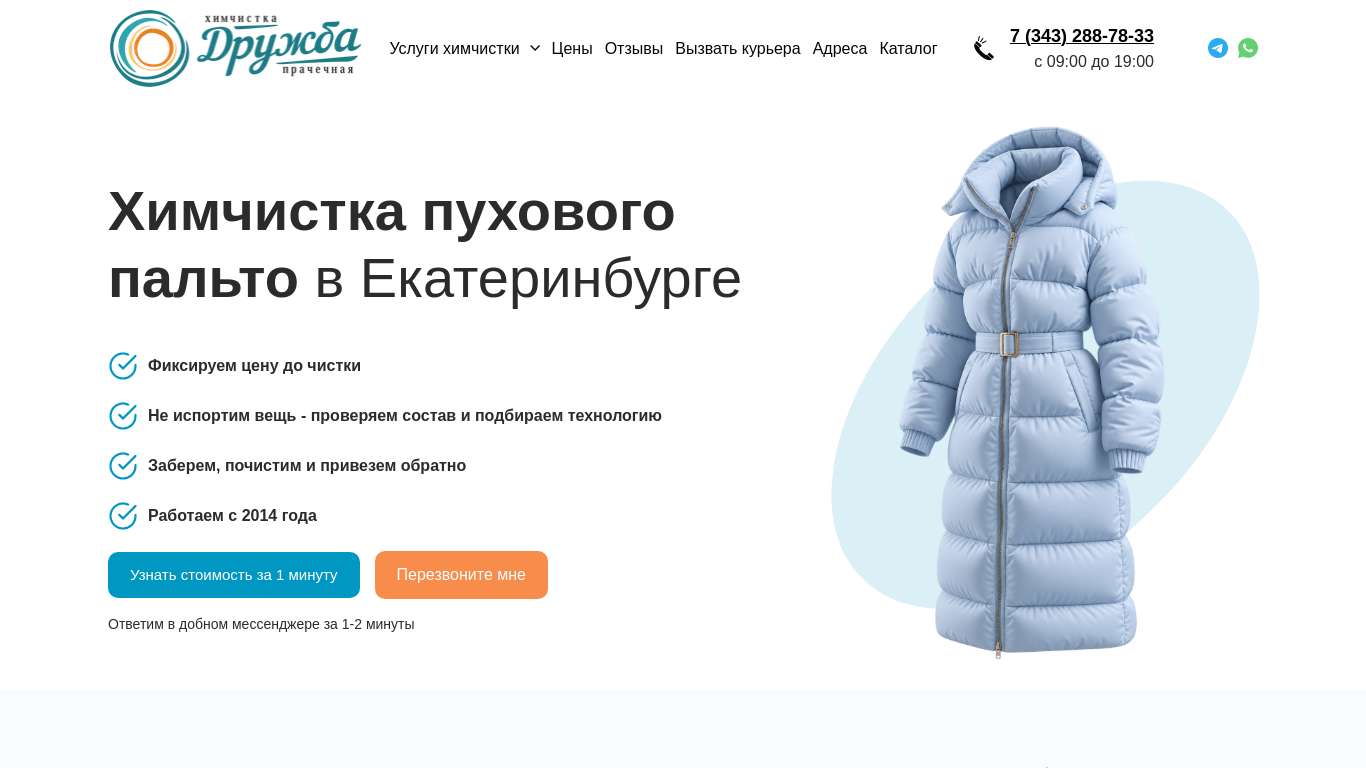 химчистка
Дружба
прачечная
Услуги химчистки
Цены
Отзывы
Вызвать курьера
Адреса
Каталог
7 (343) 288-78-33
с 09:00 до 19:00
Химчистка пухового
пальто в Екатеринбурге
Фиксируем цену до чистки
Не испортим вещь - проверяем состав и подбираем технологию
Заберем, почистим и привезем обратно
Работаем с 2014 года
Узнать стоимость за 1 минуту
Перезвоните мне
Ответим в добном мессенджере за 1-2 минуты